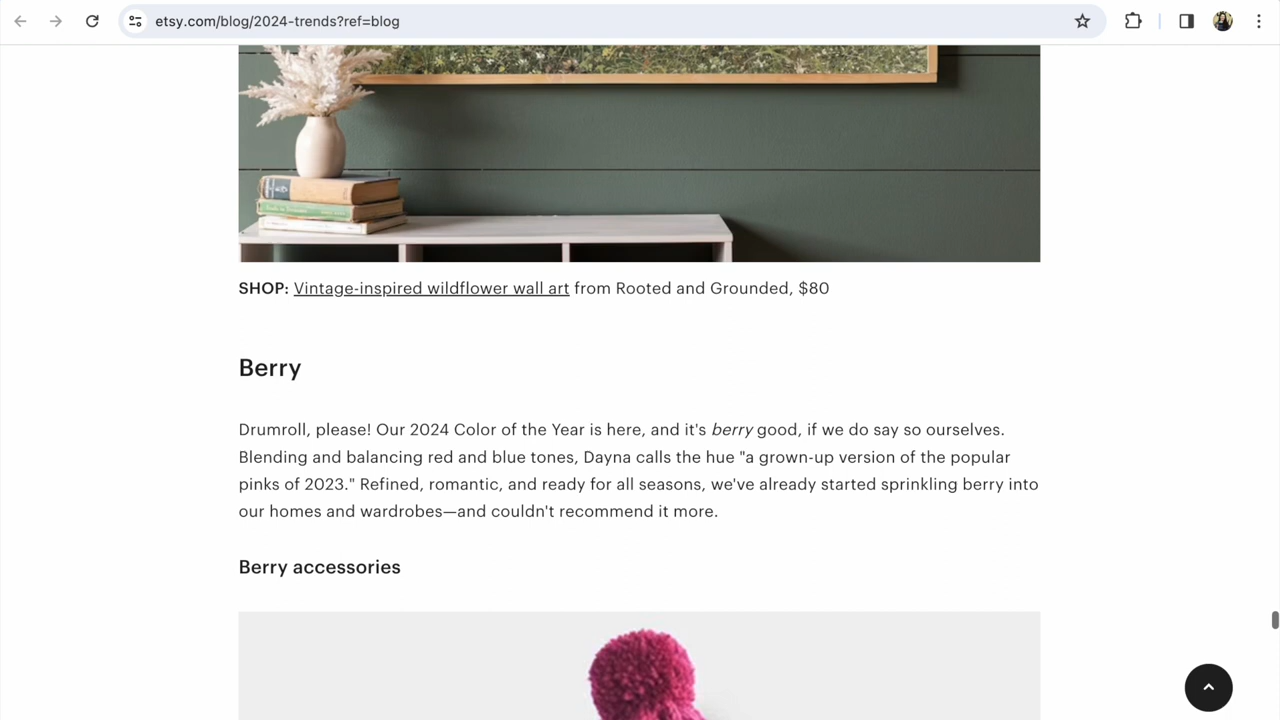 etsy.com/blog/2024-trends?ref=blog
SHOP: Vintage-inspired wildflower wall art from Rooted and Grounded, $80
Berry
Drumroll, please! Our 2024 Color of the Year is here, and it's berry good, if we do say so ourselves.
Blending and balancing red and blue tones, Dayna calls the hue "a grown-up version of the popular
pinks of 2023." Refined, romantic, and ready for all seasons, we've already started sprinkling berry into
our homes and wardrobes—and couldn't recommend it more.
Berry accessories